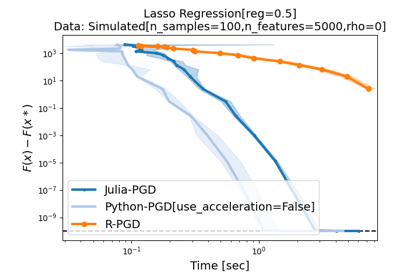 Lasso Regression[reg=0.5]
Data: Simulated[n_samples=100,n_features=5000,rho=0]
F(x) − F(x*)
10³
10¹
10⁻¹
10⁻³
10⁻⁵
10⁻⁷
10⁻⁹
Julia-PGD
Python-PGD[use_acceleration=False]
R-PGD
10⁻¹
10⁰
Time [sec]